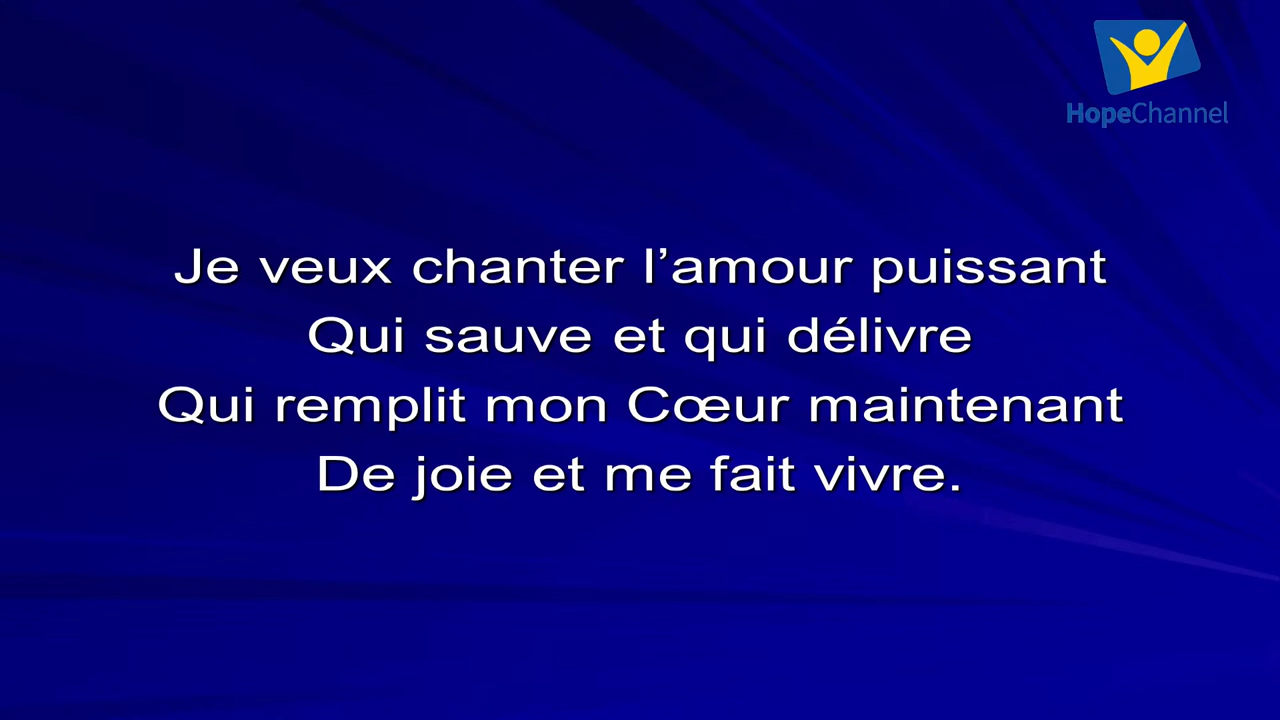 HopeChannel
Je veux chanter l’amour puissant
Qui sauve et qui délivre
Qui remplit mon Cœur maintenant
De joie et me fait vivre.